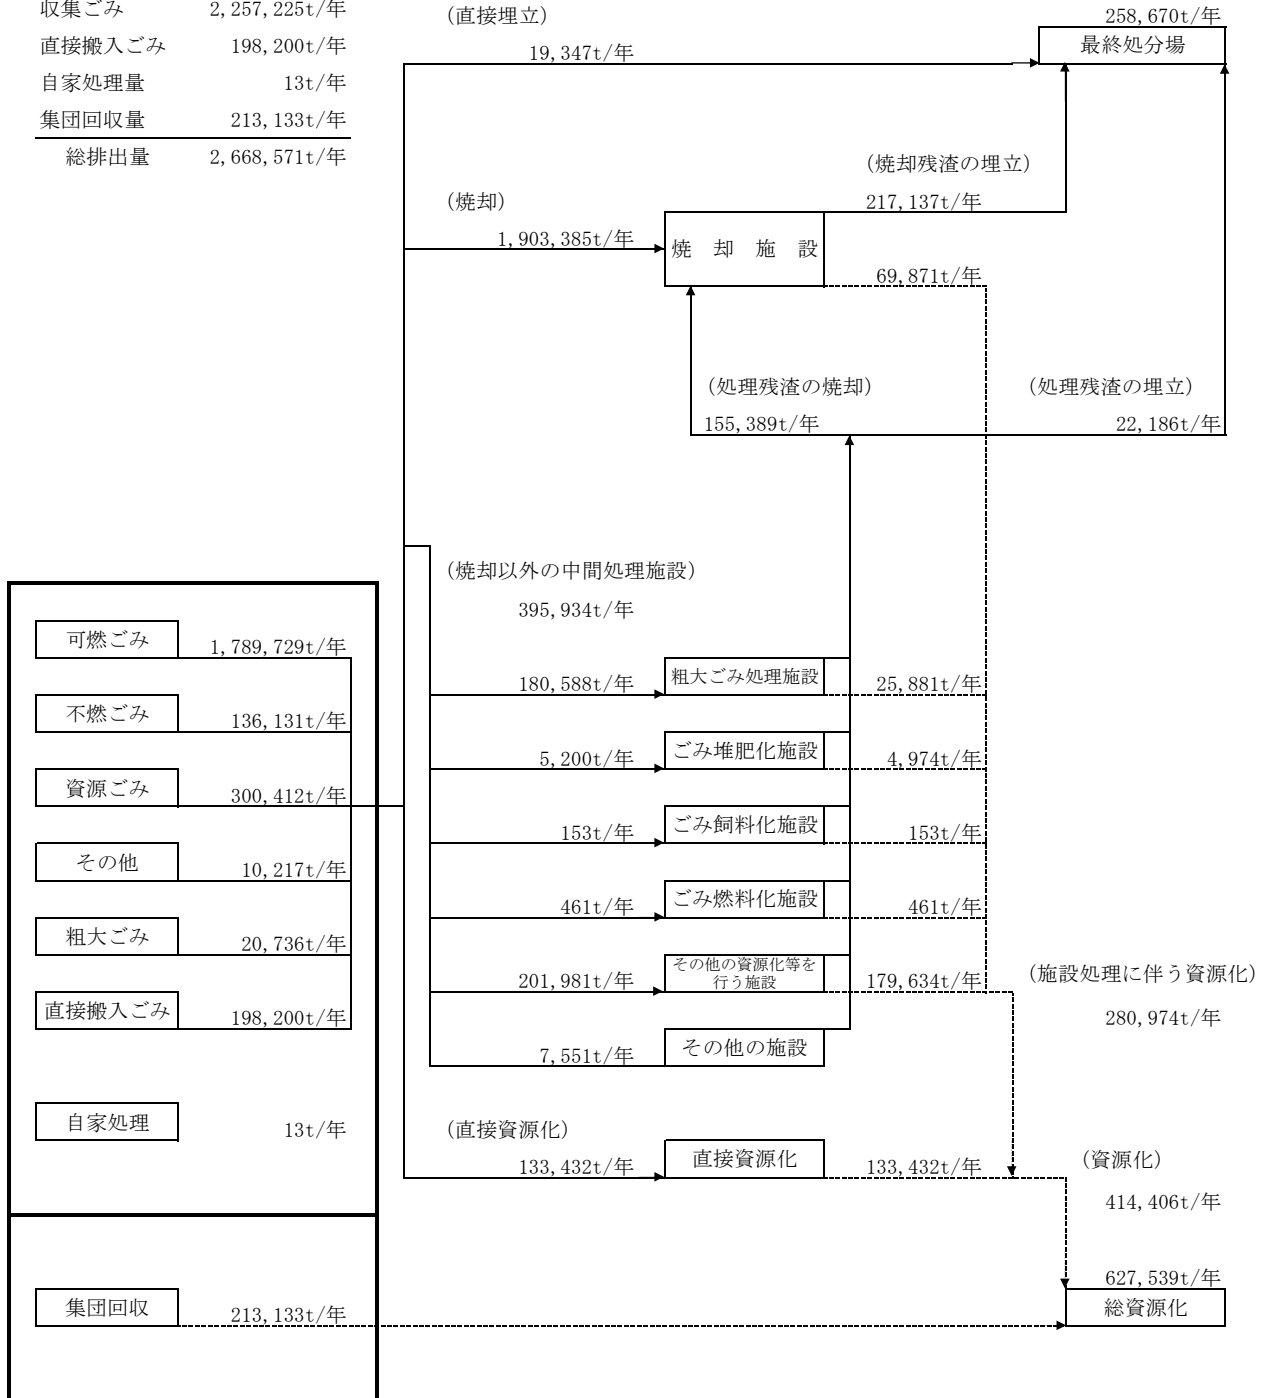 収集ごみ 2,257,225t/年
直接搬入ごみ 198,200t/年
自家処理量 13t/年
集団回収量 213,133t/年
総排出量 2,668,571t/年
(直接埋立)
19,347t/年
258,670t/年
最終処分場
(焼却残渣の埋立)
217,137t/年
(焼却)
1,903,385t/年
焼 却 施 設
69,871t/年
(処理残渣の焼却)
155,389t/年
(処理残渣の埋立)
22,186t/年
(焼却以外の中間処理施設)
395,934t/年
可燃ごみ 1,789,729t/年
180,588t/年 粗大ごみ処理施設 25,881t/年
不燃ごみ 136,131t/年
5,200t/年 ごみ堆肥化施設 4,974t/年
資源ごみ 300,412t/年
153t/年 ごみ飼料化施設 153t/年
その他 10,217t/年
461t/年 ごみ燃料化施設 461t/年
粗大ごみ 20,736t/年
201,981t/年 その他の資源化等を
行う施設 179,634t/年
(施設処理に伴う資源化)
280,974t/年
直接搬入ごみ 198,200t/年
7,551t/年 その他の施設
自家処理 13t/年
(直接資源化)
133,432t/年 直接資源化 133,432t/年
(資源化)
414,406t/年
627,539t/年
総資源化
集団回収 213,133t/年